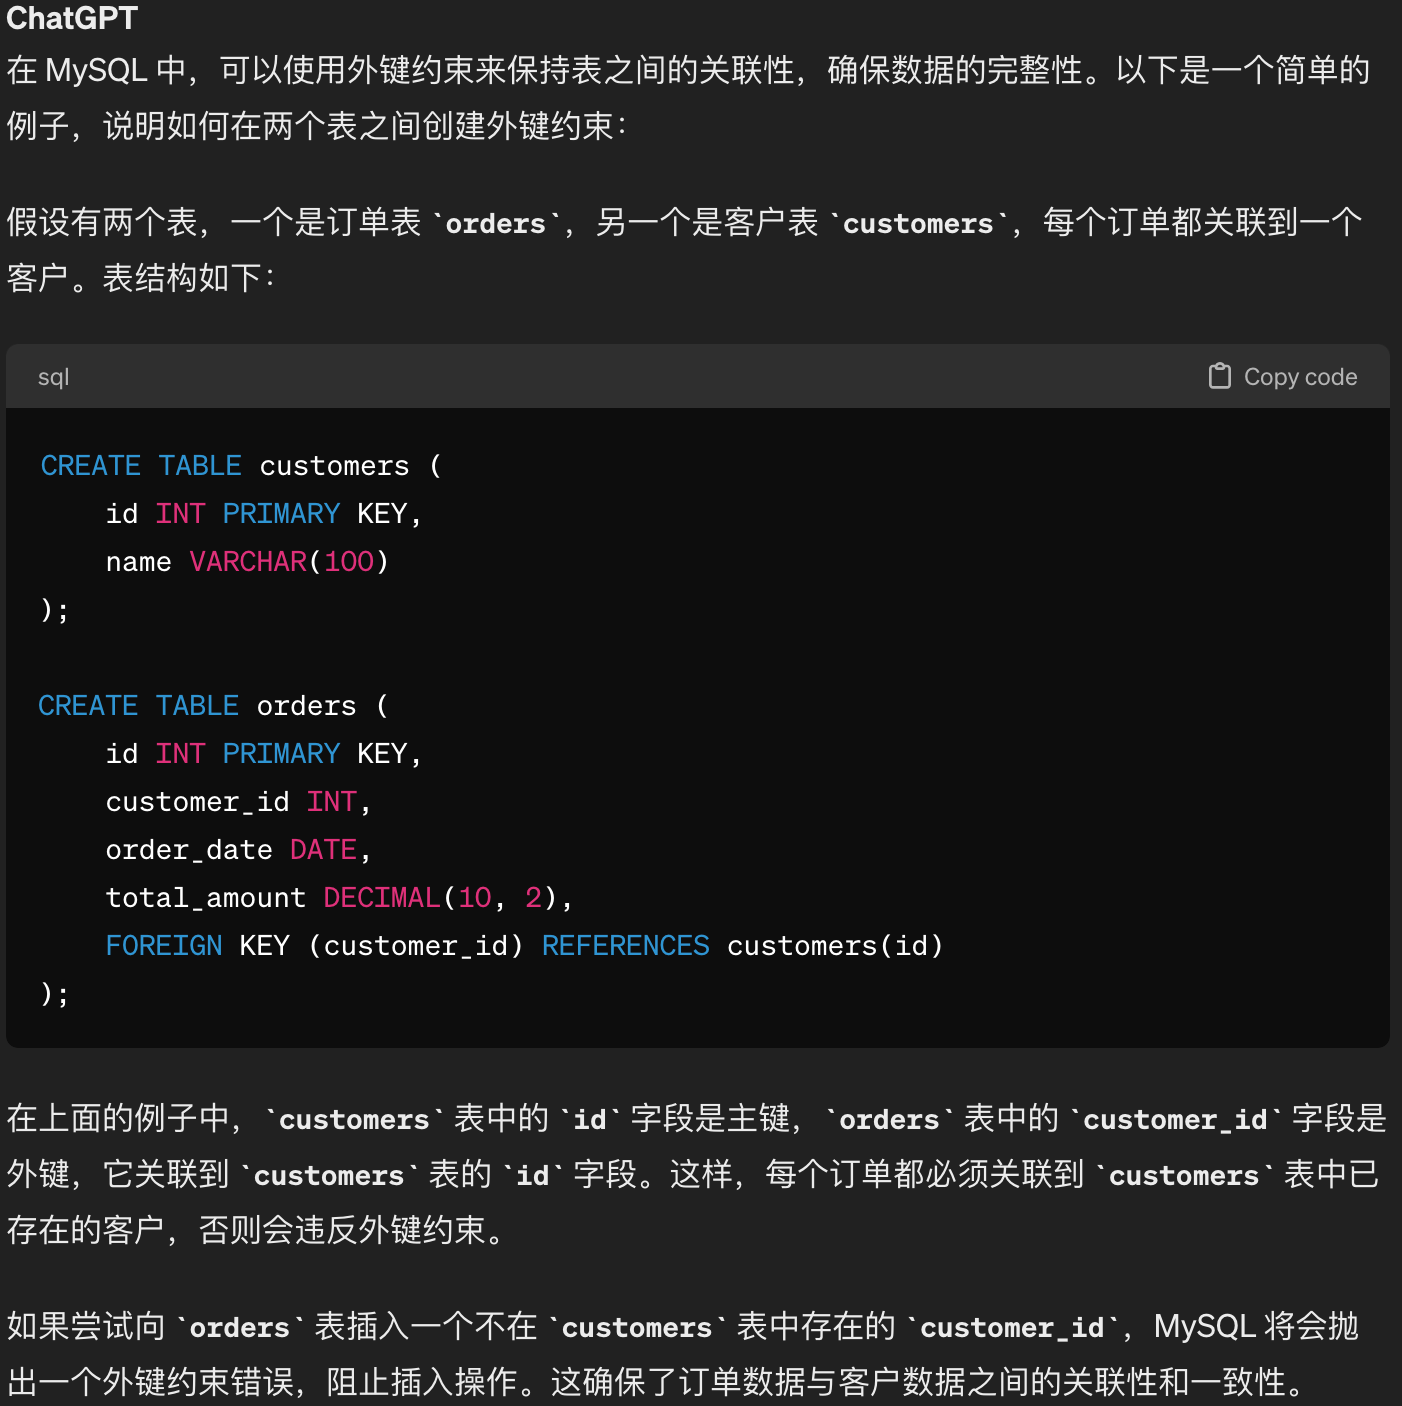 ChatGPT
在 MySQL 中，可以使用外键约束来保持表之间的关联性，确保数据的完整性。以下是一个简单的
例子，说明如何在两个表之间创建外键约束：
假设有两个表，一个是订单表 `orders`，另一个是客户表 `customers`，每个订单都关联到一个
客户。表结构如下：
sql
Copy code
CREATE TABLE customers (
    id INT PRIMARY KEY,
    name VARCHAR(100)
);
CREATE TABLE orders (
    id INT PRIMARY KEY,
    customer_id INT,
    order_date DATE,
    total_amount DECIMAL(10, 2),
    FOREIGN KEY (customer_id) REFERENCES customers(id)
);
在上面的例子中，`customers` 表中的 `id` 字段是主键，`orders` 表中的 `customer_id` 字段是
外键，它关联到 `customers` 表的 `id` 字段。这样，每个订单都必须关联到 `customers` 表中已
存在的客户，否则会违反外键约束。
如果尝试向 `orders` 表插入一个不在 `customers` 表中存在的 `customer_id`，MySQL 将会抛
出一个外键约束错误，阻止插入操作。这确保了订单数据与客户数据之间的关联性和一致性。